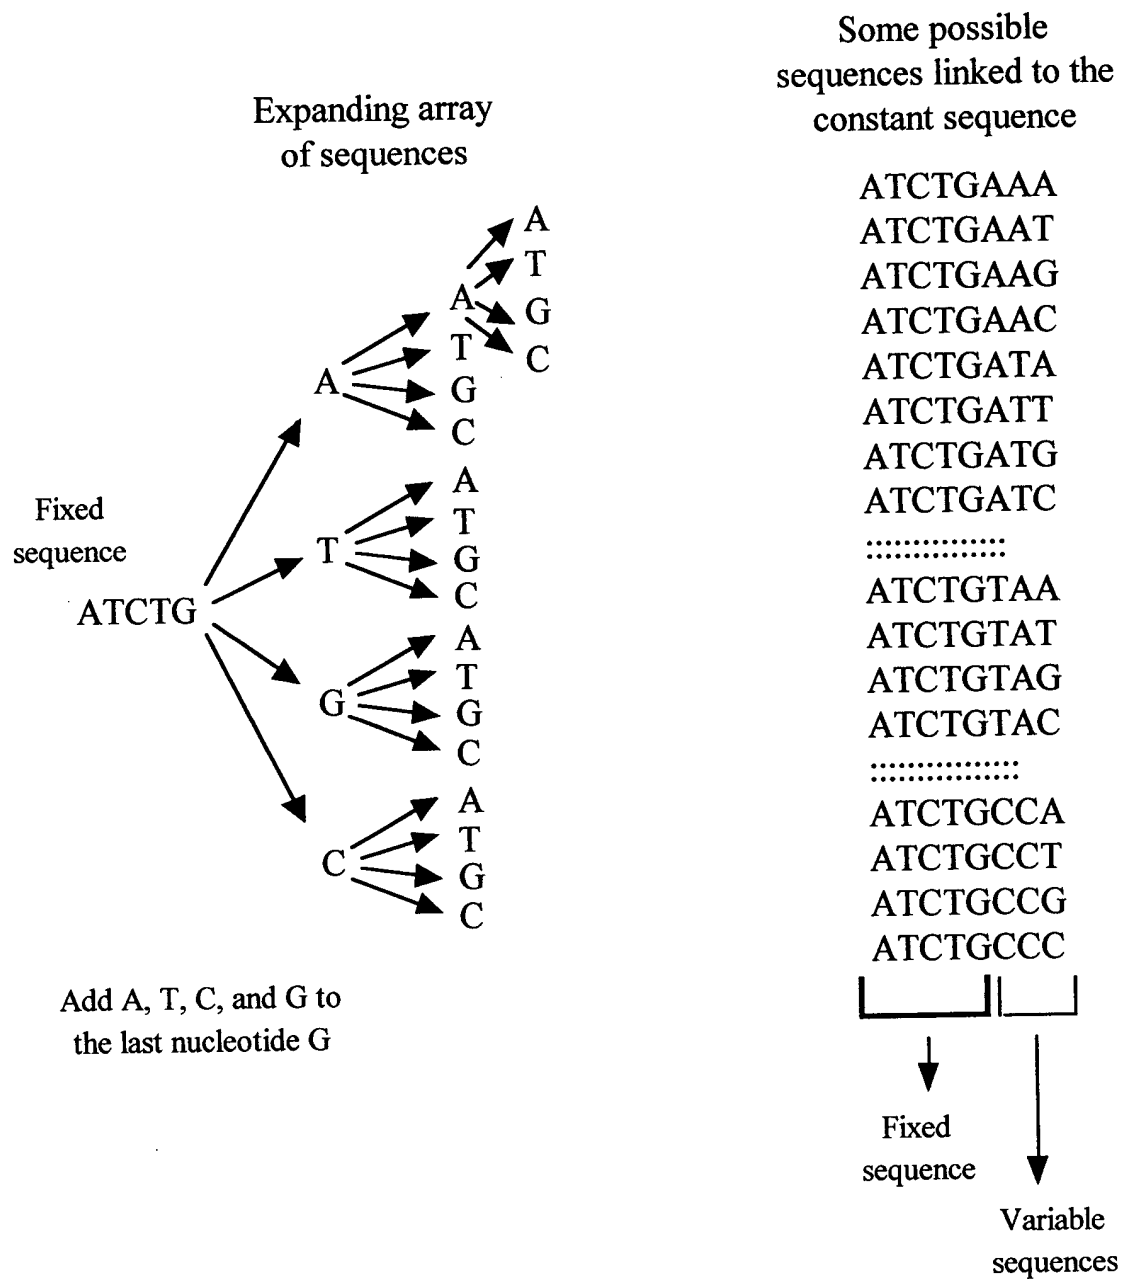 Some possible
sequences linked to the
constant sequence
Expanding array
of sequences
Fixed
sequence
ATCTG
A
T
G
C
A
T
G
C
A
T
G
C
A
T
G
C
A
T
G
C
A
T
G
C
Add A, T, C, and G to
the last nucleotide G
ATCTGAAA
ATCTGAAT
ATCTGAAG
ATCTGAAC
ATCTGATA
ATCTGATT
ATCTGATG
ATCTGATC
::::::::::::::::
ATCTGTAA
ATCTGTAT
ATCTGTAG
ATCTGTAC
::::::::::::::::
ATCTGCCA
ATCTGCCT
ATCTGCCG
ATCTGCCC
Fixed
sequence
Variable
sequences